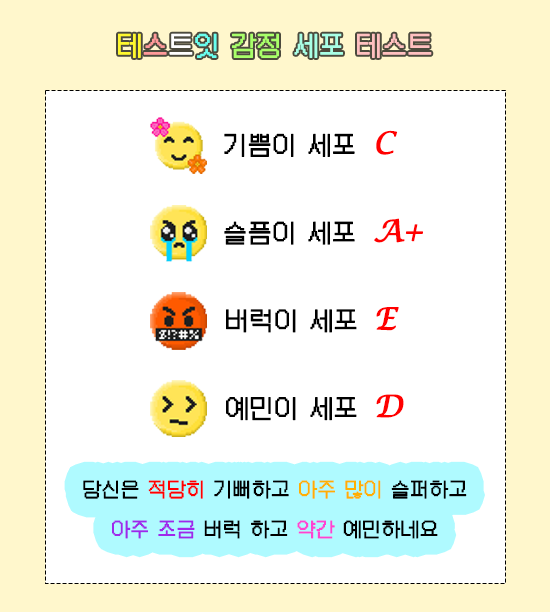 테스트잇 감정 세포 테스트
기쁨이 세포 C
슬픔이 세포 A+
버럭이 세포 E
$!?#%
예민이 세포 D
당신은 적당히 기뻐하고 아주 많이 슬퍼하고
아주 조금 버럭 하고 약간 예민하네요